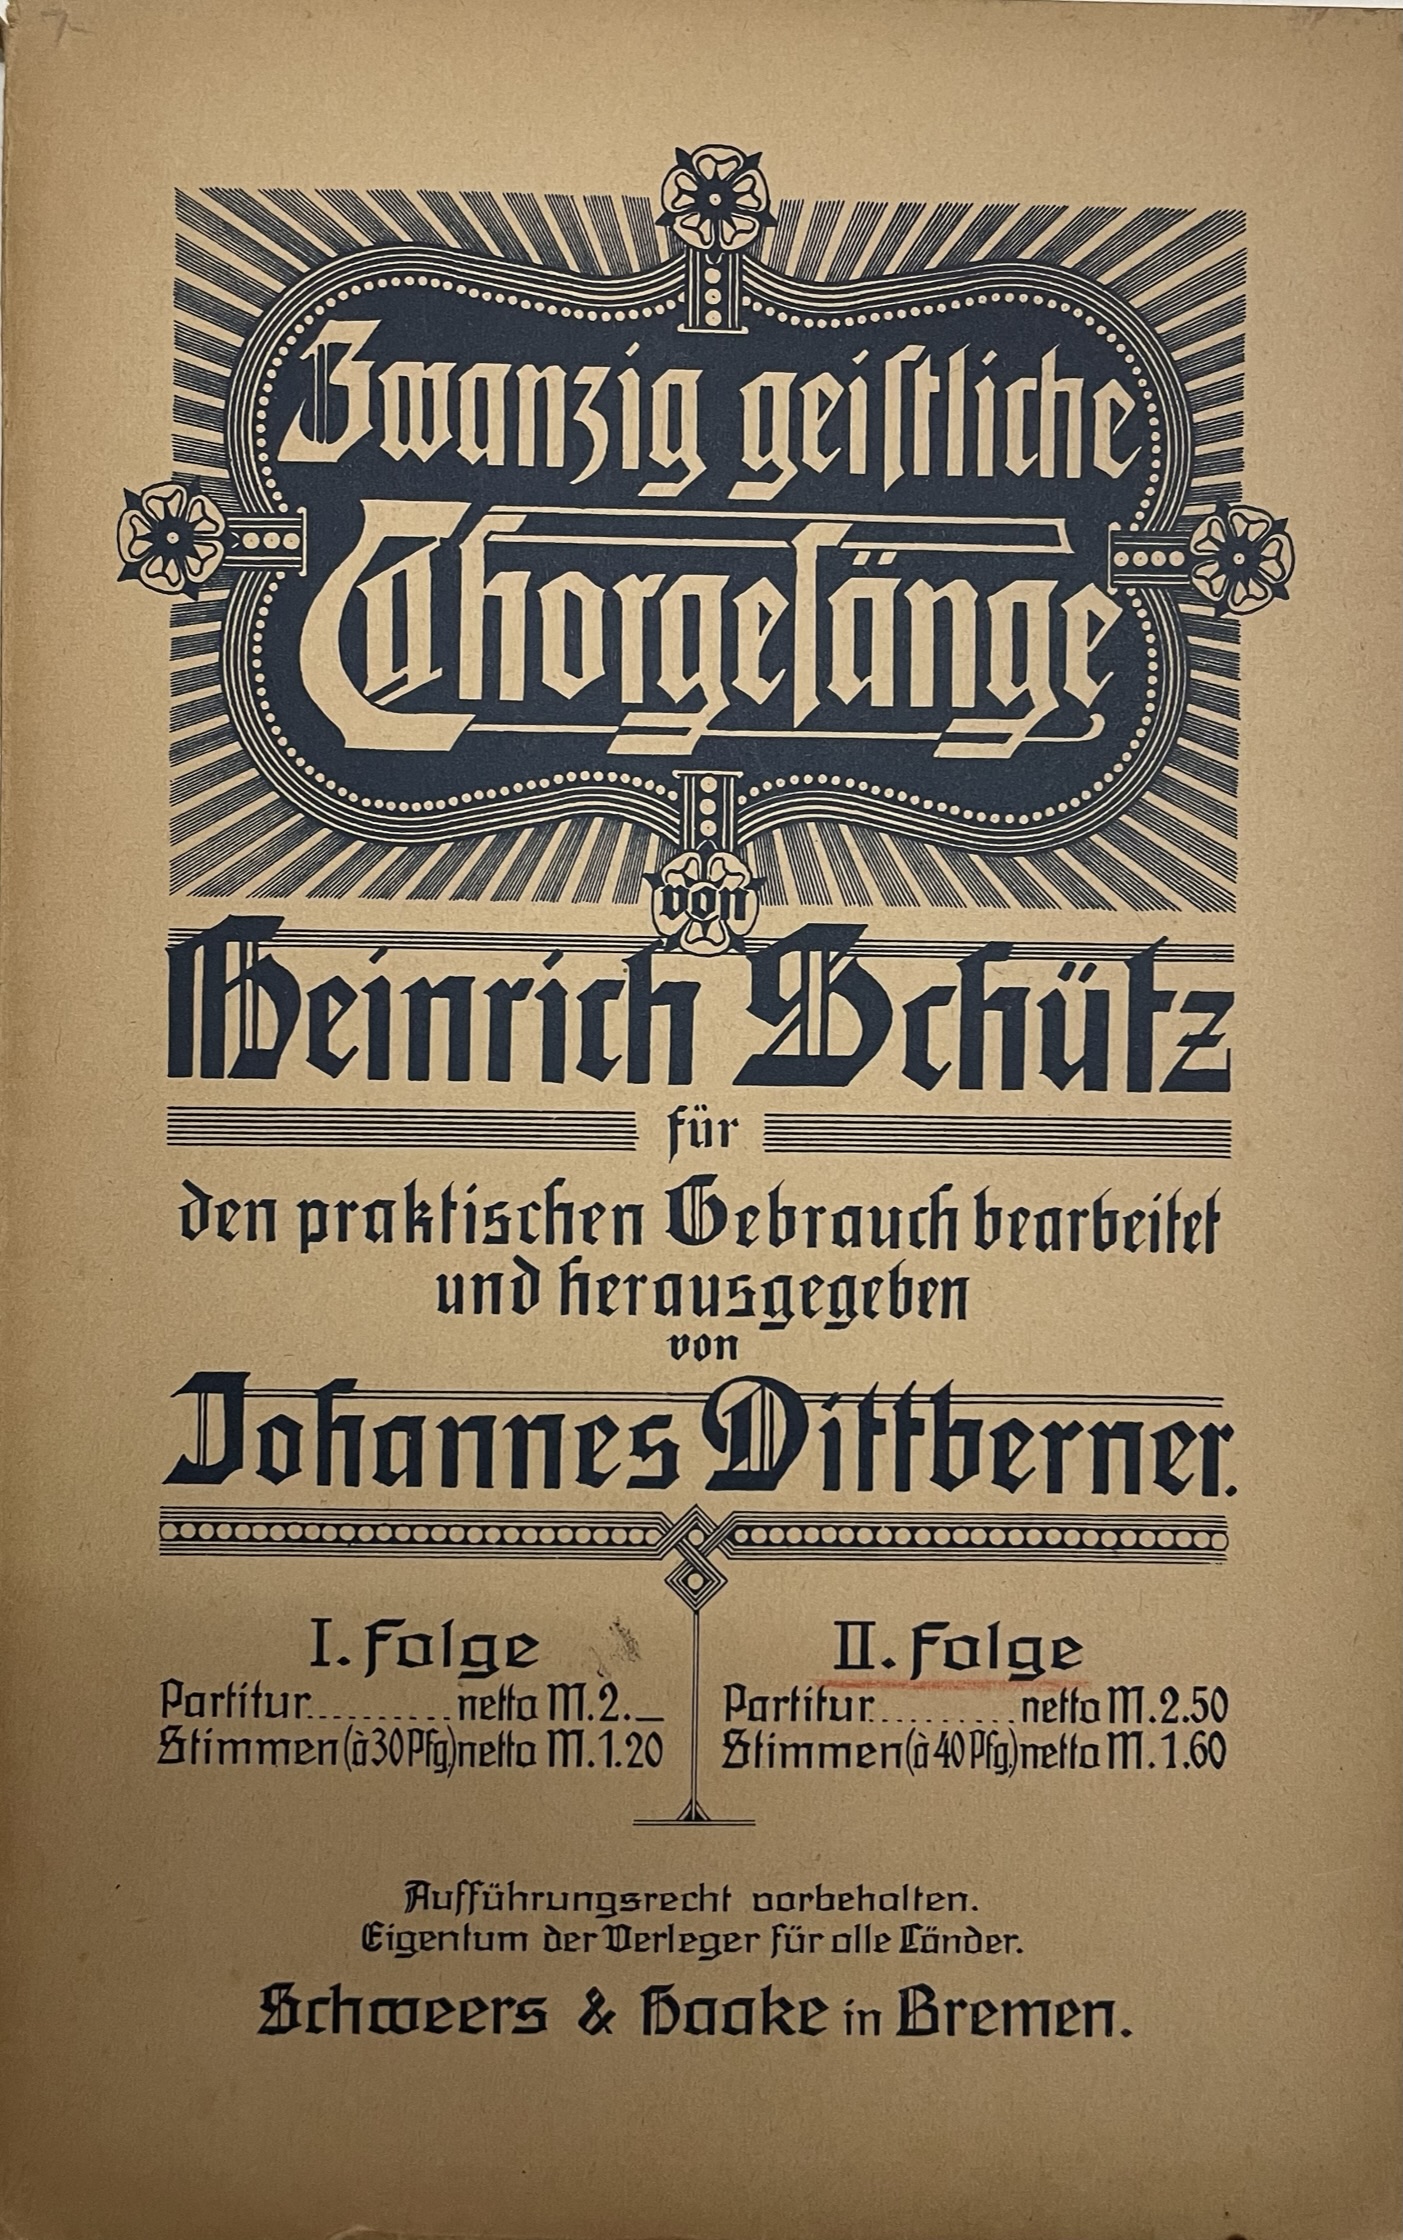 Zwanzig geistliche
Chorgesänge
von
Heinrich Schütz
für
den praktischen Gebrauch bearbeitet
und herausgegeben
von
Johannes Dittberner.
I. Folge
Partitur..........netto M.2.—
Stimmen (à 30 Pfg.) netto M.1.20
II. Folge
Partitur..........netto M.2.50
Stimmen (à 40 Pfg.) netto M.1.60
Aufführungsrecht vorbehalten.
Eigentum der Verleger für alle Länder.
Schweers & Haake in Bremen.